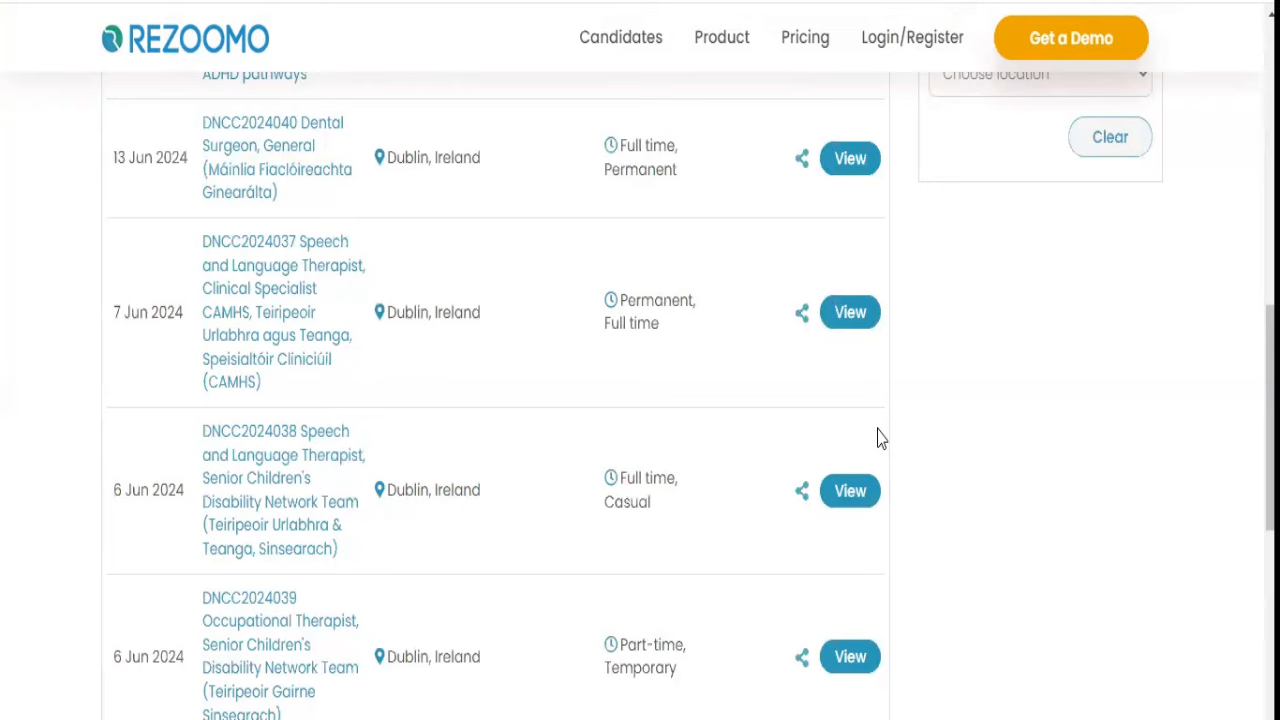 REZOOMO
Candidates
Product
Pricing
Login/Register
Get a Demo
ADHD pathways
Choose location
Clear
13 Jun 2024
DNCC2024040 Dental
Surgeon, General
(Máinlia Fiaclóireachta
Ginearálta)
Dublin, Ireland
Full time,
Permanent
View
7 Jun 2024
DNCC2024037 Speech
and Language Therapist,
Clinical Specialist
CAMHS, Teiripeoir
Urlabhra agus Teanga,
Speisialtóir Cliniciúil
(CAMHS)
Dublin, Ireland
Permanent,
Full time
View
6 Jun 2024
DNCC2024038 Speech
and Language Therapist,
Senior Children's
Disability Network Team
(Teiripeoir Urlabhra &
Teanga, Sinsearach)
Dublin, Ireland
Full time,
Casual
View
6 Jun 2024
DNCC2024039
Occupational Therapist,
Senior Children's
Disability Network Team
(Teiripeoir Gairne
Sinsearach)
Dublin, Ireland
Part-time,
Temporary
View